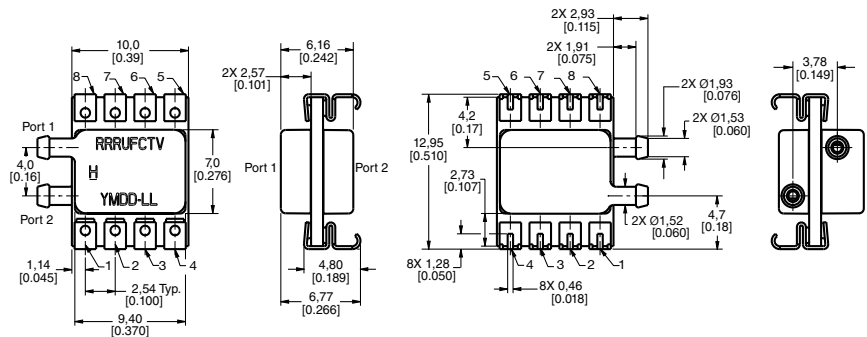 10,0
[0.39]
8 7 6 5
Port 1
RRRUFCTV
H
YMDD-LL
4,0
[0.16]
7,0
[0.276]
Port 2
1 2 3 4
1,14
[0.045]
2,54 Typ.
[0.100]
9,40
[0.370]
6,16
[0.242]
2X 2,57
[0.101]
Port 1
Port 2
4,80
[0.189]
6,77
[0.266]
2X 2,93
[0.115]
2X 1,91
[0.075]
5 6 7 8
2X Ø1,93
[0.076]
4,2
[0.17]
2X Ø1,53
[0.060]
12,95
[0.510]
2,73
[0.107]
2X Ø1,52
[0.060]
4,7
[0.18]
8X 1,28
[0.050]
4 3 2 1
8X 0,46
[0.018]
3,78
[0.149]